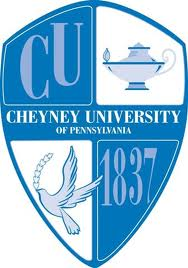 CU
CHEYNEY UNIVERSITY
OF PENNSYLVANIA
1837